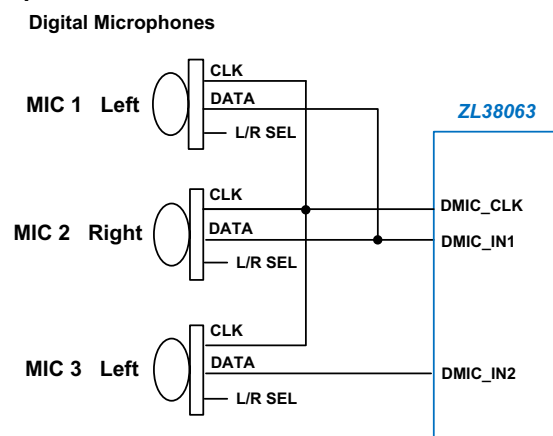 Digital Microphones
CLK
MIC 1 Left
DATA
L/R SEL
ZL38063
CLK
DMIC_CLK
MIC 2 Right
DATA
DMIC_IN1
L/R SEL
CLK
MIC 3 Left
DATA
DMIC_IN2
L/R SEL